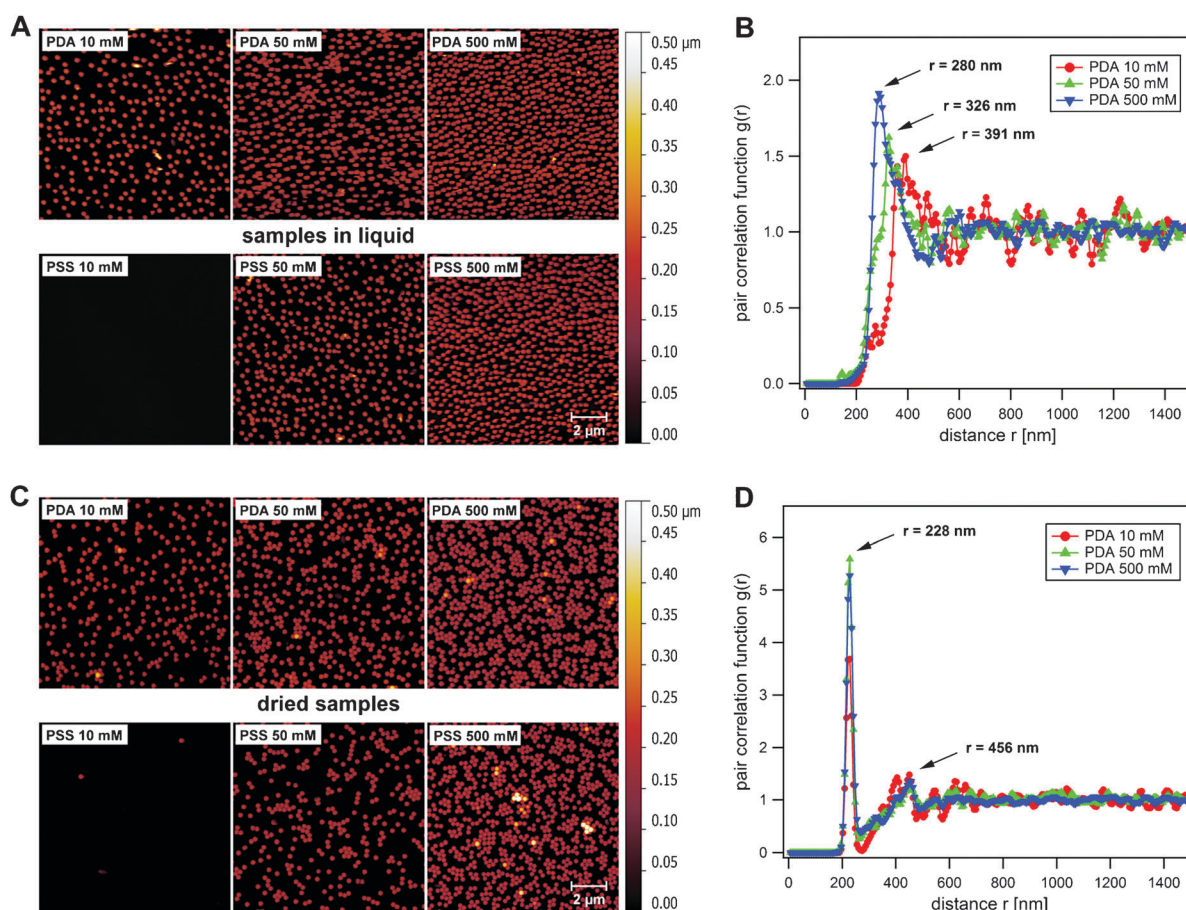 A
PDA 10 mM
PDA 50 mM
PDA 500 mM
samples in liquid
PSS 10 mM
PSS 50 mM
PSS 500 mM
2 µm
0.50 µm
0.45
0.40
0.35
0.30
0.25
0.20
0.15
0.10
0.05
0.00
B
pair correlation function g(r)
2.0
1.5
1.0
0.5
0.0
r = 280 nm
r = 326 nm
r = 391 nm
PDA 10 mM
PDA 50 mM
PDA 500 mM
0 200 400 600 800 1000 1200 1400
distance r [nm]
C
PDA 10 mM
PDA 50 mM
PDA 500 mM
dried samples
PSS 10 mM
PSS 50 mM
PSS 500 mM
2 µm
0.50 µm
0.45
0.40
0.35
0.30
0.25
0.20
0.15
0.10
0.05
0.00
D
pair correlation function g(r)
6
5
4
3
2
1
0
r = 228 nm
r = 456 nm
PDA 10 mM
PDA 50 mM
PDA 500 mM
0 200 400 600 800 1000 1200 1400
distance r [nm]